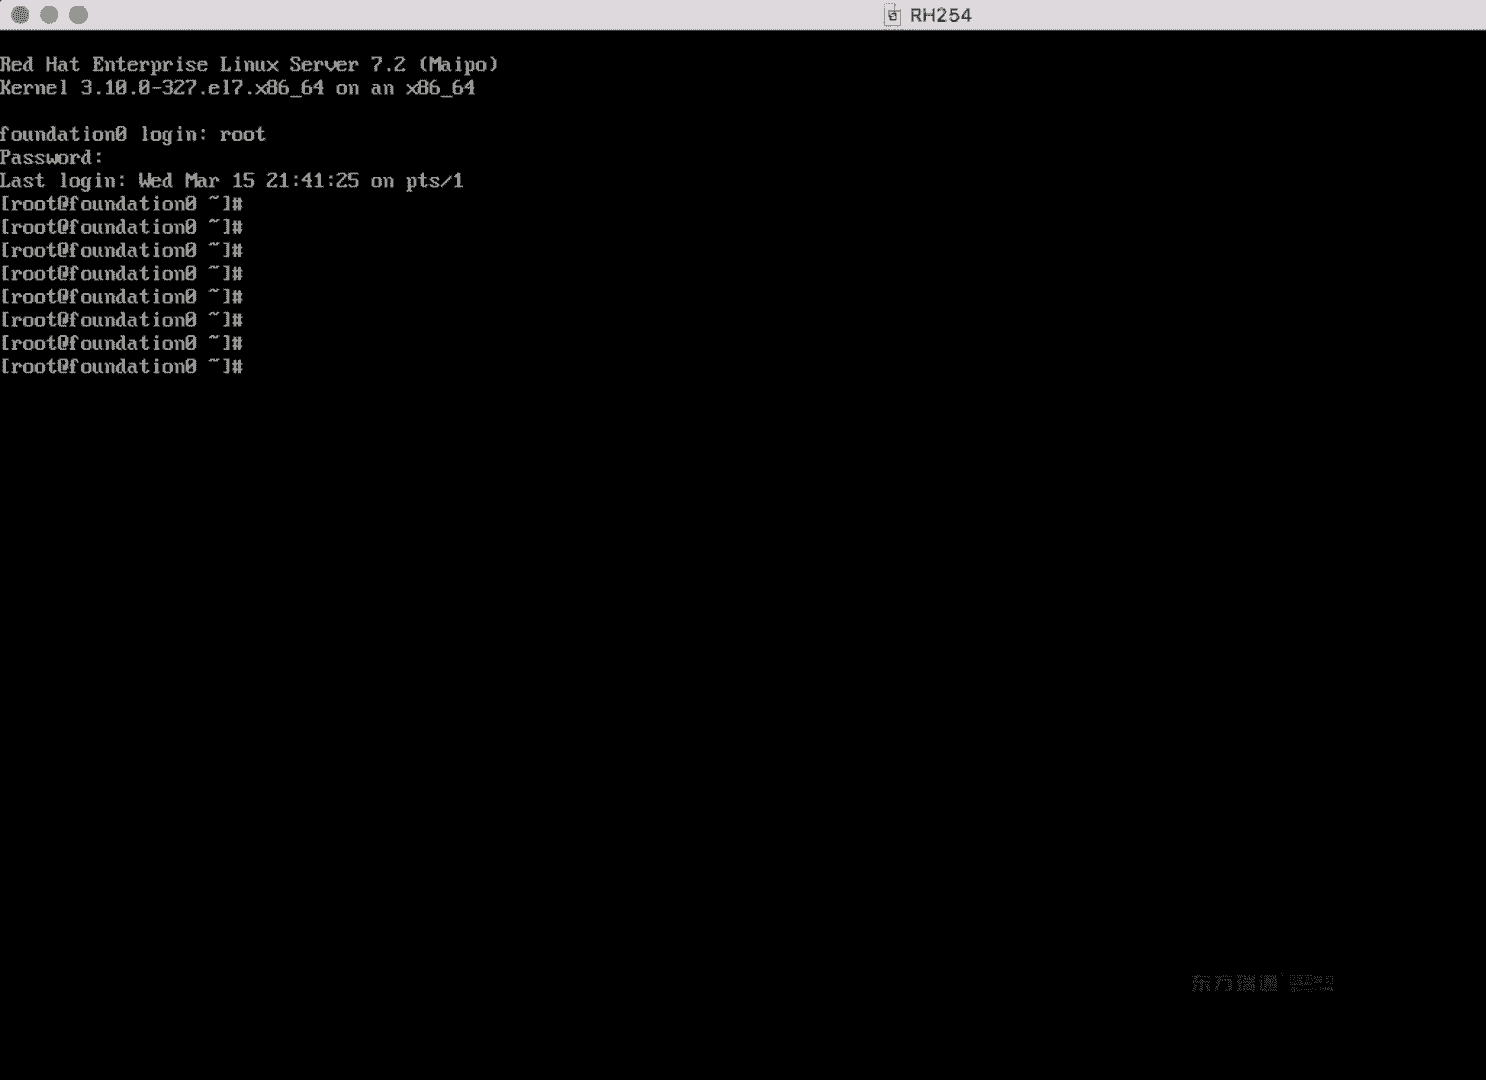 RH254
Red Hat Enterprise Linux Server 7.2 (Maipo)
Kernel 3.10.0-327.el7.x86_64 on an x86_64
foundation0 login: root
Password:
Last login: Wed Mar 15 21:41:25 on pts/1
[root@foundation0 ~]#
[root@foundation0 ~]#
[root@foundation0 ~]#
[root@foundation0 ~]#
[root@foundation0 ~]#
[root@foundation0 ~]#
[root@foundation0 ~]#
[root@foundation0 ~]#
东方瑞通